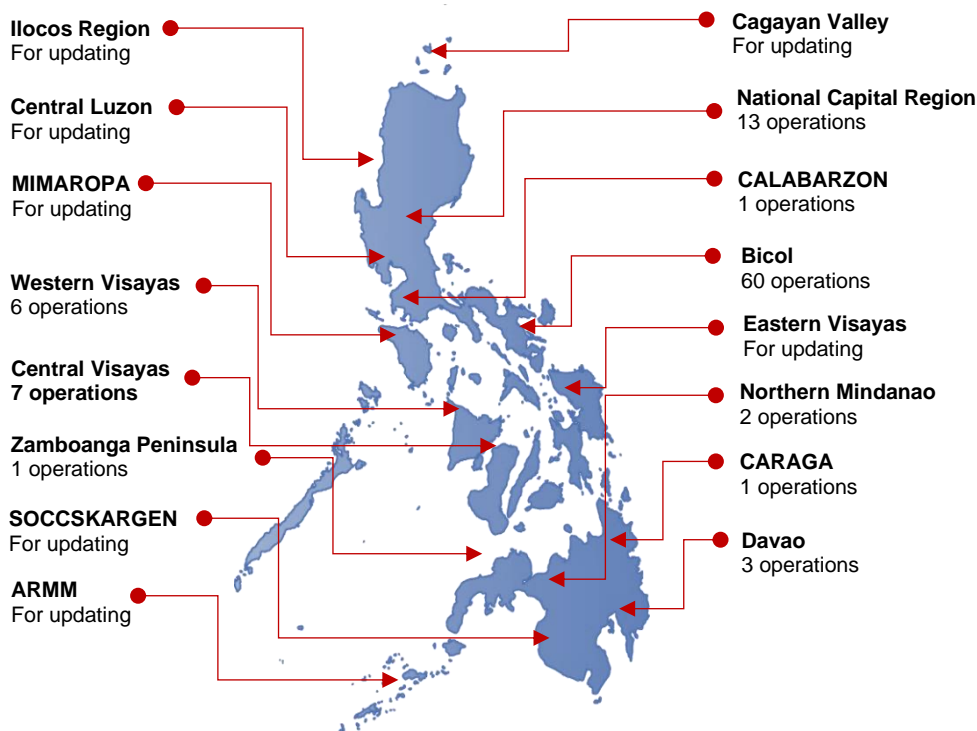 Ilocos Region
For updating
Central Luzon
For updating
MIMAROPA
For updating
Western Visayas
6 operations
Central Visayas
7 operations
Zamboanga Peninsula
1 operations
SOCCSKARGEN
For updating
ARMM
For updating
Cagayan Valley
For updating
National Capital Region
13 operations
CALABARZON
1 operations
Bicol
60 operations
Eastern Visayas
For updating
Northern Mindanao
2 operations
CARAGA
1 operations
Davao
3 operations